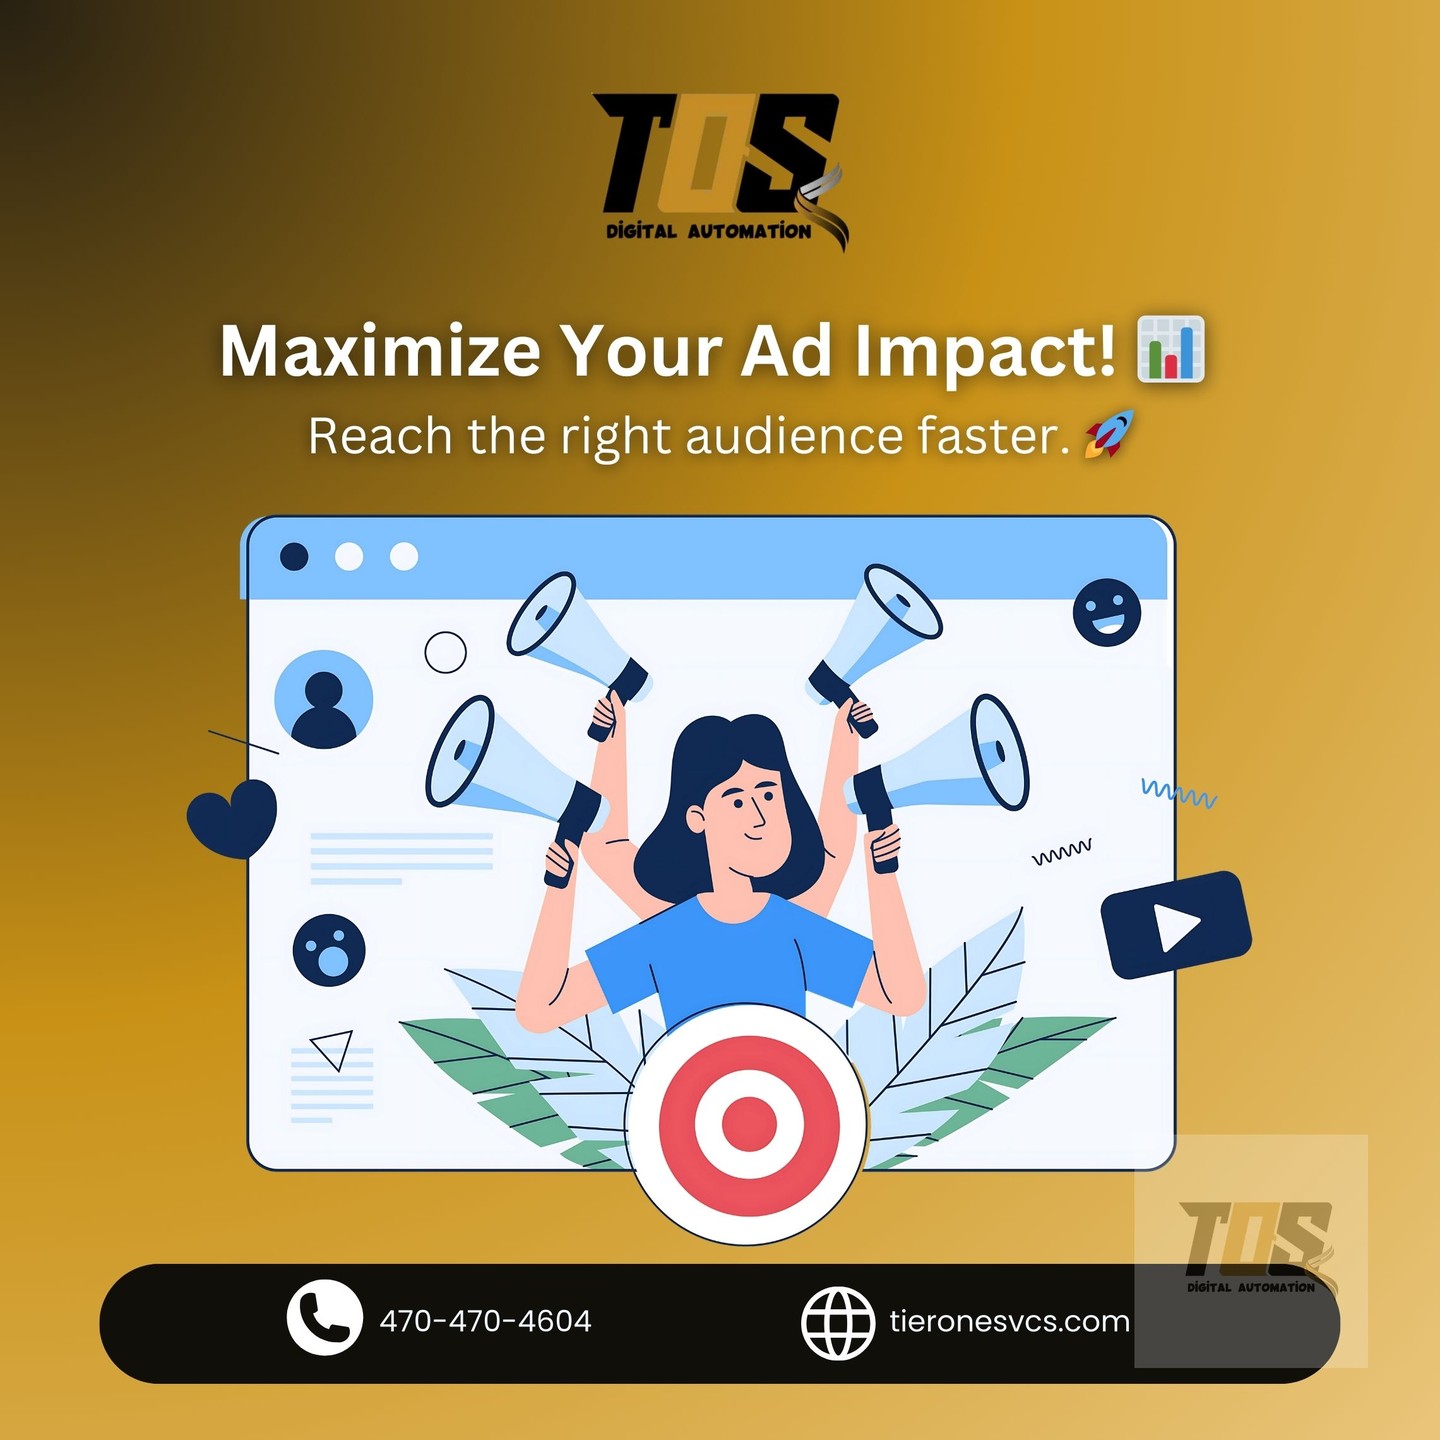 TOS
DIGITAL AUTOMATION
Maximize Your Ad Impact! 📊
Reach the right audience faster. 🚀
470-470-4604
tieronesvcs.com
TOS
DIGITAL AUTOMATION